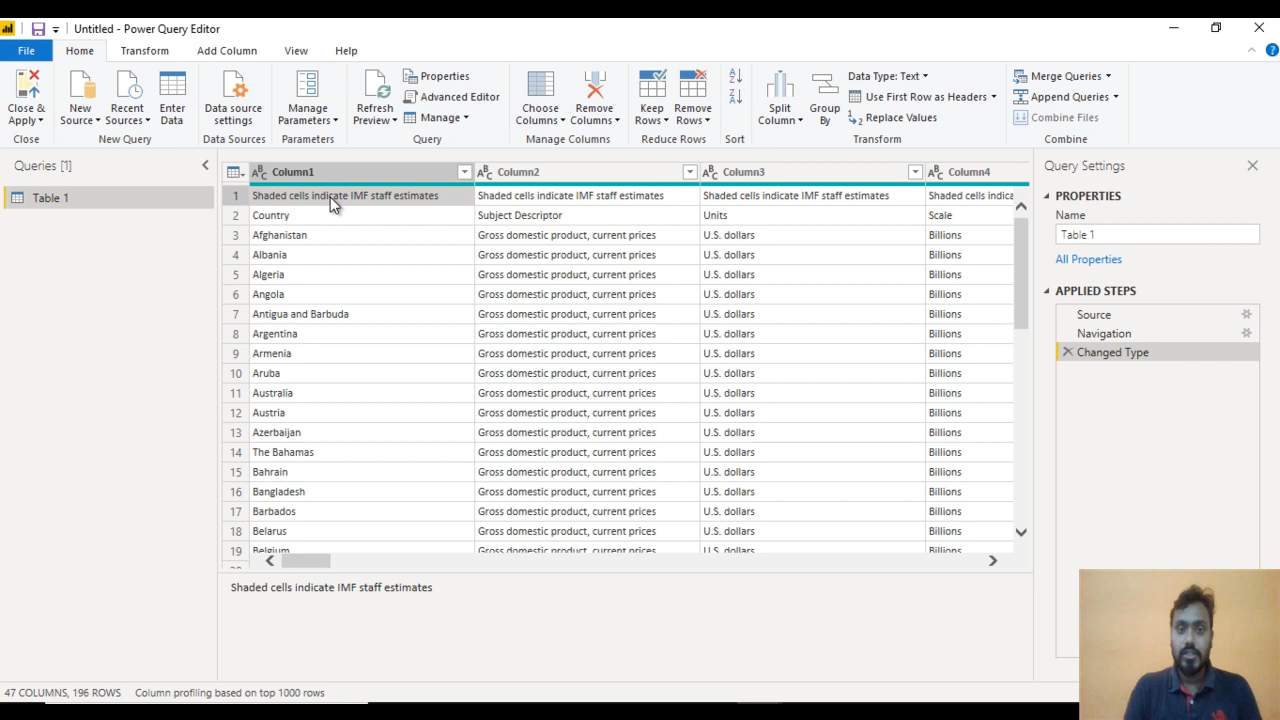 Untitled - Power Query Editor
File Home Transform Add Column View Help
Close & Apply
Close
New Source
Recent Sources
Enter Data
New Query
Data source settings
Data Sources
Manage Parameters
Parameters
Refresh Preview
Properties
Advanced Editor
Manage
Query
Choose Columns
Remove Columns
Manage Columns
Keep Rows
Remove Rows
Reduce Rows
Sort
Split Column
Group By
Data Type: Text
Use First Row as Headers
Replace Values
Transform
Merge Queries
Append Queries
Combine Files
Combine
Queries [1]
Table 1
Column1 Column2 Column3 Column4
1 Shaded cells indicate IMF staff estimates Shaded cells indicate IMF staff estimates Shaded cells indicate IMF staff estimates Shaded cells indica
2 Country Subject Descriptor Units Scale
3 Afghanistan Gross domestic product, current prices U.S. dollars Billions
4 Albania Gross domestic product, current prices U.S. dollars Billions
5 Algeria Gross domestic product, current prices U.S. dollars Billions
6 Angola Gross domestic product, current prices U.S. dollars Billions
7 Antigua and Barbuda Gross domestic product, current prices U.S. dollars Billions
8 Argentina Gross domestic product, current prices U.S. dollars Billions
9 Armenia Gross domestic product, current prices U.S. dollars Billions
10 Aruba Gross domestic product, current prices U.S. dollars Billions
11 Australia Gross domestic product, current prices U.S. dollars Billions
12 Austria Gross domestic product, current prices U.S. dollars Billions
13 Azerbaijan Gross domestic product, current prices U.S. dollars Billions
14 The Bahamas Gross domestic product, current prices U.S. dollars Billions
15 Bahrain Gross domestic product, current prices U.S. dollars Billions
16 Bangladesh Gross domestic product, current prices U.S. dollars Billions
17 Barbados Gross domestic product, current prices U.S. dollars Billions
18 Belarus Gross domestic product, current prices U.S. dollars Billions
19 Belgium Gross domestic product, current prices U.S. dollars Billions
Shaded cells indicate IMF staff estimates
Query Settings
PROPERTIES
Name
Table 1
All Properties
APPLIED STEPS
Source
Navigation
Changed Type
47 COLUMNS, 196 ROWS Column profiling based on top 1000 rows